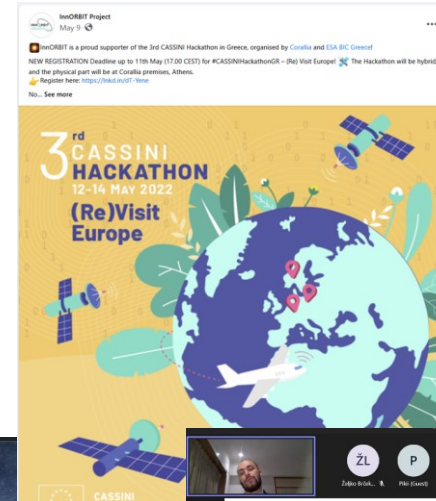 InnORBIT Project
May 9
InnORBIT is a proud supporter of the 3rd CASSINI Hackathon in Greece, organised by Corallia and ESA BIC Greece!
NEW REGISTRATION Deadline up to 11th May (17.00 CEST) for #CASSINIHackathonGR – (Re) Visit Europe! The Hackathon will be hybrid,
and the physical part will be at Corallia premises, Athens.
Register here: https://lnkd.in/dT-Yene
No... See more
3rd
CASSINI
HACKATHON
12-14 MAY 2022
(Re)Visit
Europe
ŽL
P
Pikii (Guest)
CASSINI